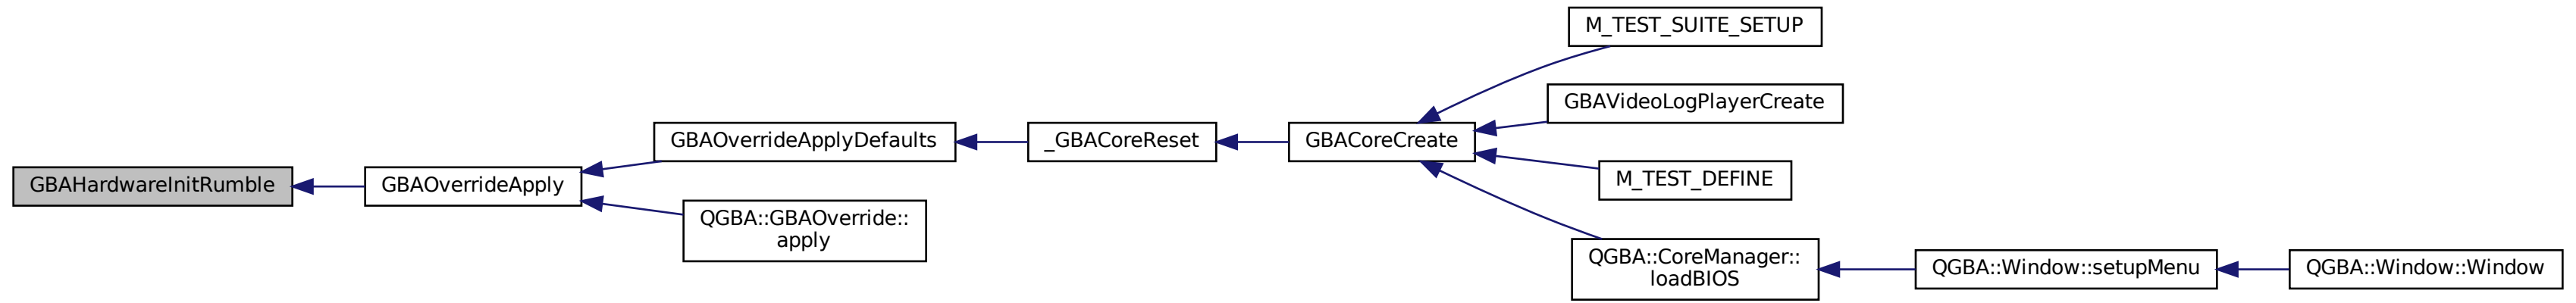 M_TEST_SUITE_SETUP
GBAVideoLogPlayerCreate
GBAOverrideApplyDefaults
_GBACoreReset
GBACoreCreate
GBAHardwareInitRumble
GBAOverrideApply
M_TEST_DEFINE
QGBA::GBAOverride::
apply
QGBA::CoreManager::
loadBIOS
QGBA::Window::setupMenu
QGBA::Window::Window